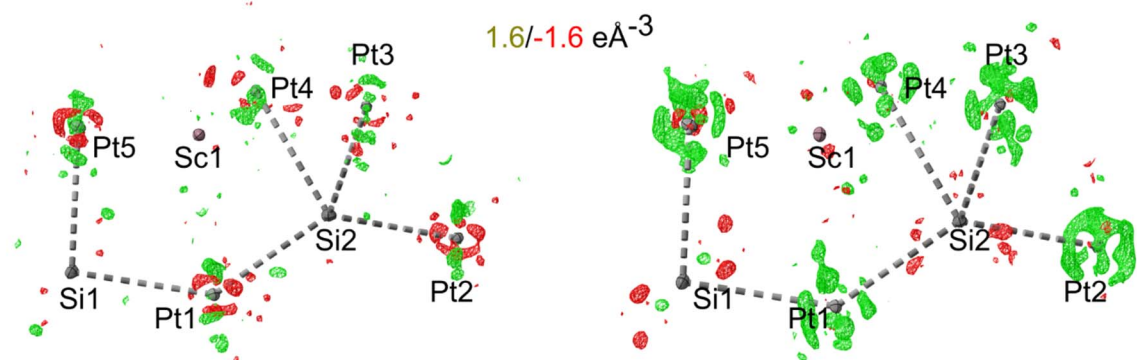 1.6/-1.6 eÅ-3
Pt3
Pt4
Pt5
Sc1
Si2
Pt2
Si1
Pt1
Pt3
Pt4
Pt5
Sc1
Si2
Pt2
Si1
Pt1